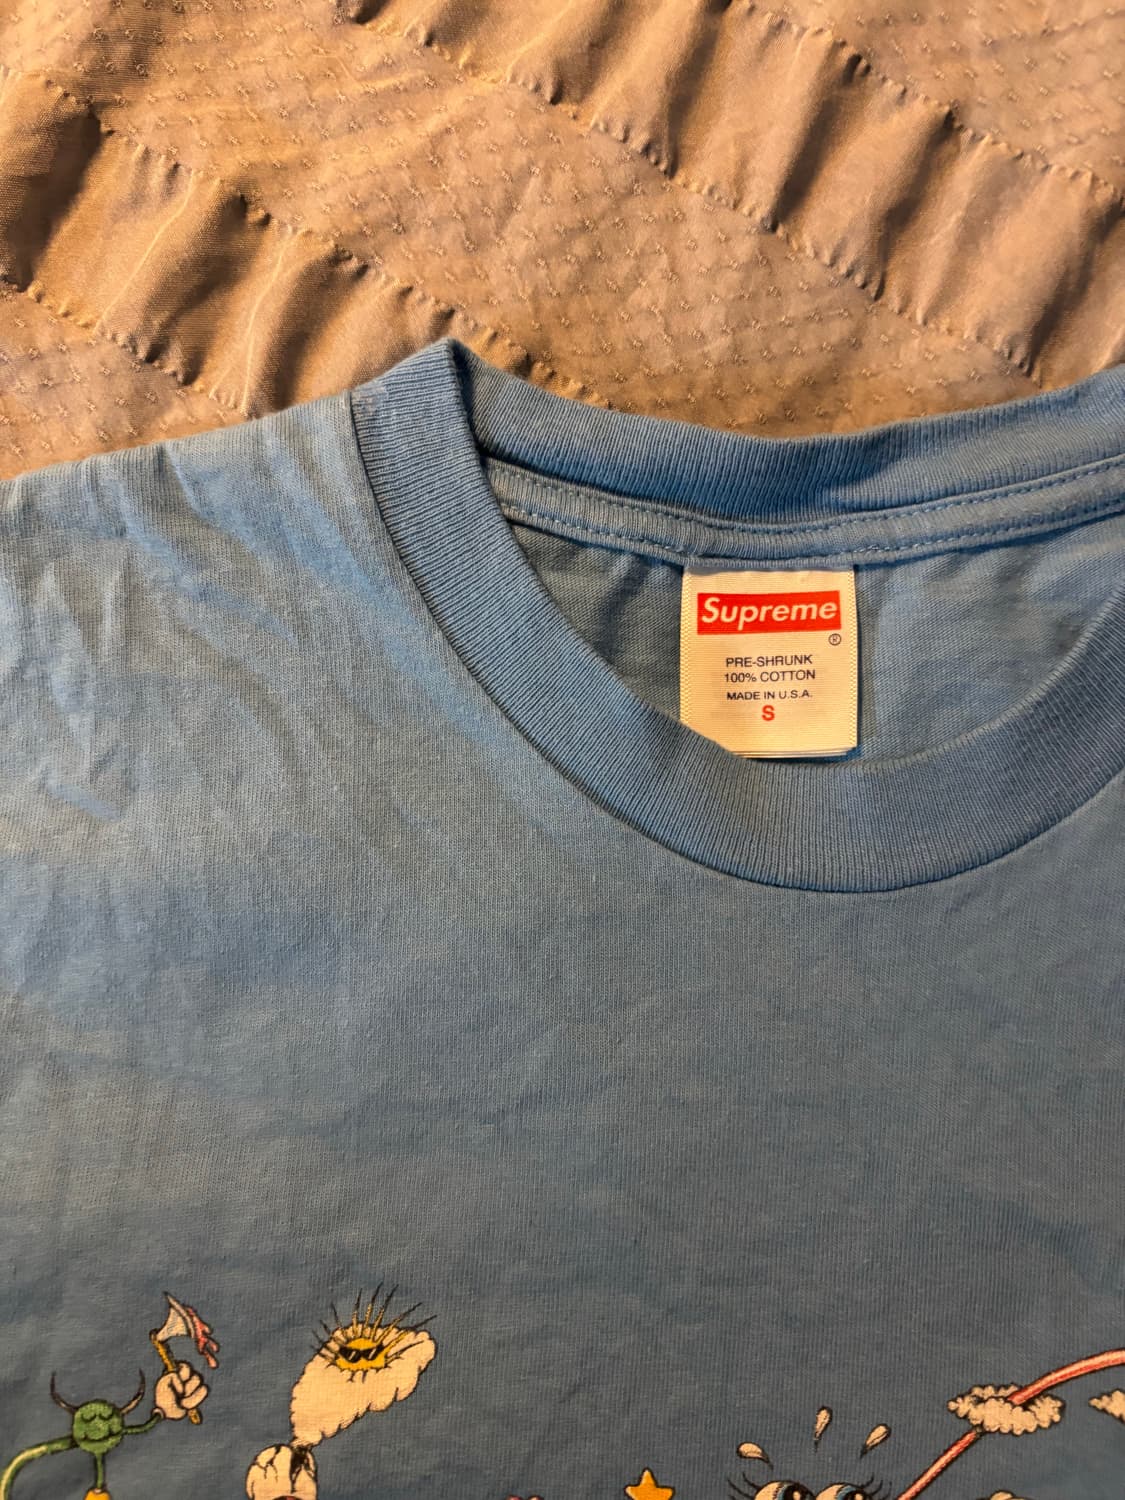 Supreme
®
PRE-SHRUNK
100% COTTON
MADE IN U.S.A.
S